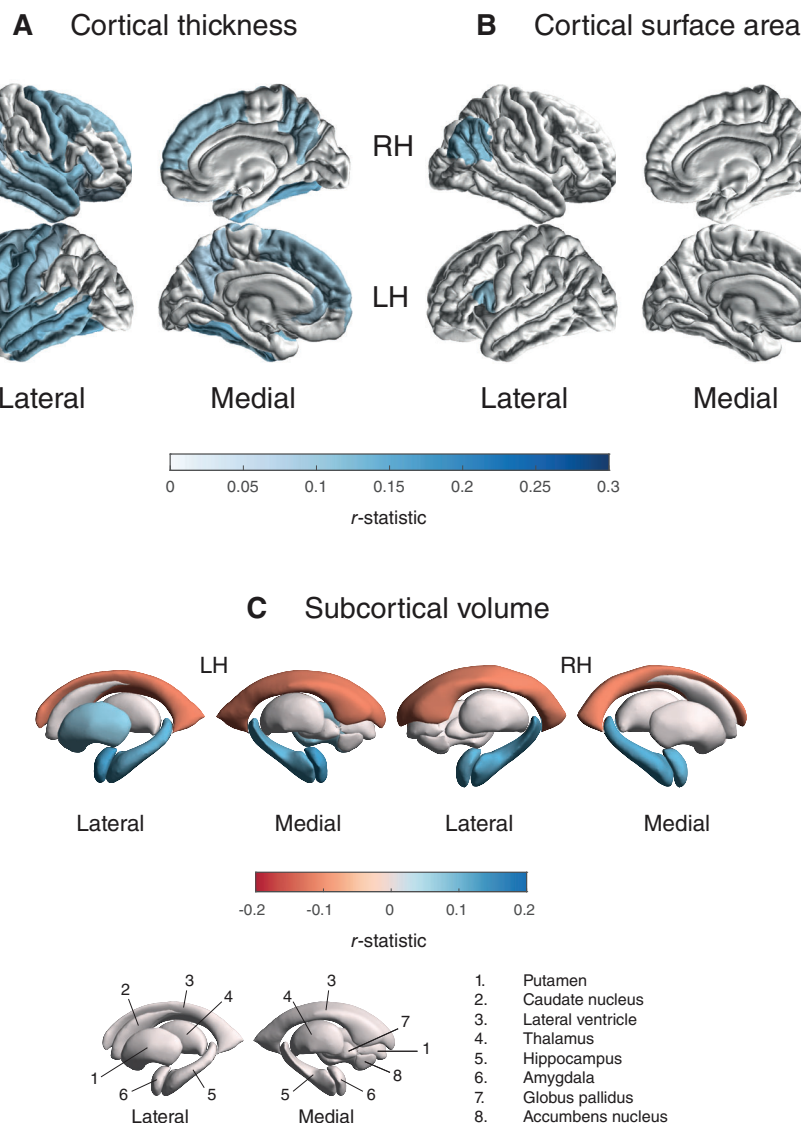 A Cortical thickness
B Cortical surface area
RH
LH
Lateral
Medial
Lateral
Medial
0 0.05 0.1 0.15 0.2 0.25 0.3
r-statistic
C Subcortical volume
LH
RH
Lateral
Medial
Lateral
Medial
-0.2 -0.1 0 0.1 0.2
r-statistic
2 3 4 1 6 5
Lateral
4 3 7 1 8 5 6
Medial
1. Putamen
2. Caudate nucleus
3. Lateral ventricle
4. Thalamus
5. Hippocampus
6. Amygdala
7. Globus pallidus
8. Accumbens nucleus